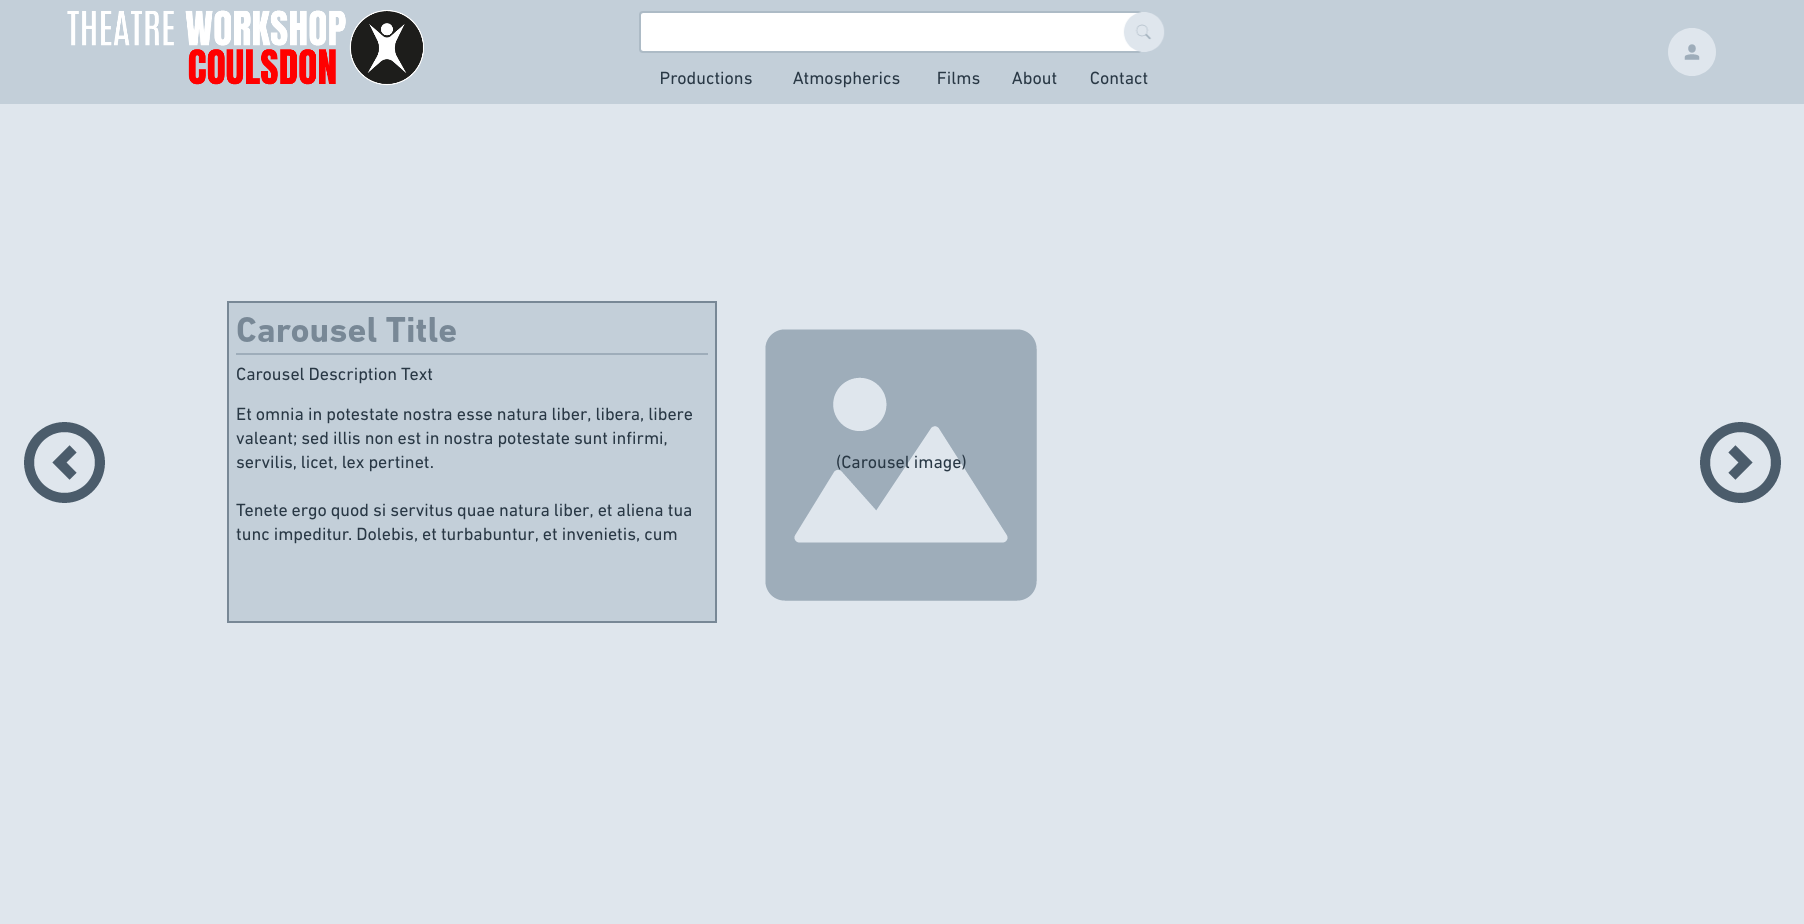 THEATRE WORKSHOP
COULSDON
Productions Atmospherics Films About Contact
Carousel Title
Carousel Description Text
Et omnia in potestate nostra esse natura liber, libera, libere
valeant; sed illis non est in nostra potestate sunt infirmi,
servilis, licet, lex pertinet.
Tenete ergo quod si servitus quae natura liber, et aliena tua
tunc impeditur. Dolebis, et turbabuntur, et invenietis, cum
(Carousel image)